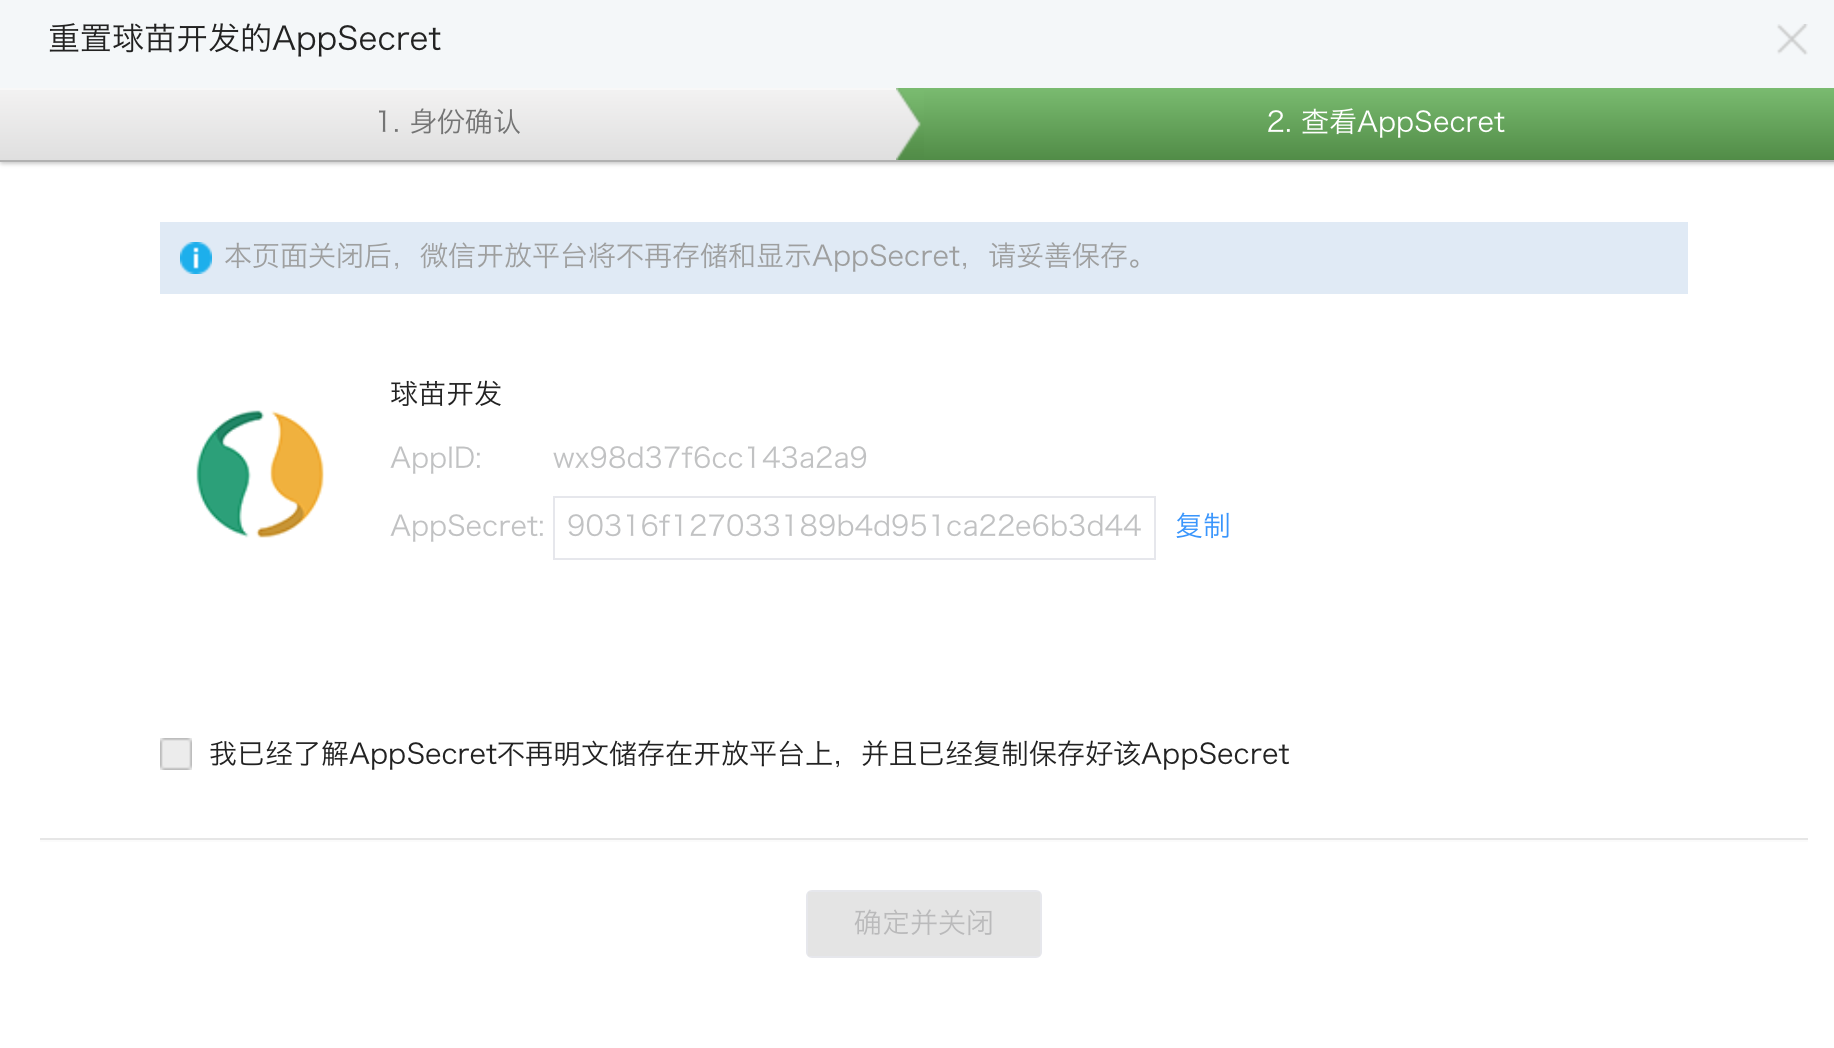 重置球苗开发的AppSecret
1. 身份确认
2. 查看AppSecret
本页面关闭后，微信开放平台将不再存储和显示AppSecret，请妥善保存。
球苗开发
AppID: wx98d37f6cc143a2a9
AppSecret: 90316f127033189b4d951ca22e6b3d44 复制
我已经了解AppSecret不再明文储存在开放平台上，并且已经复制保存好该AppSecret
确定并关闭